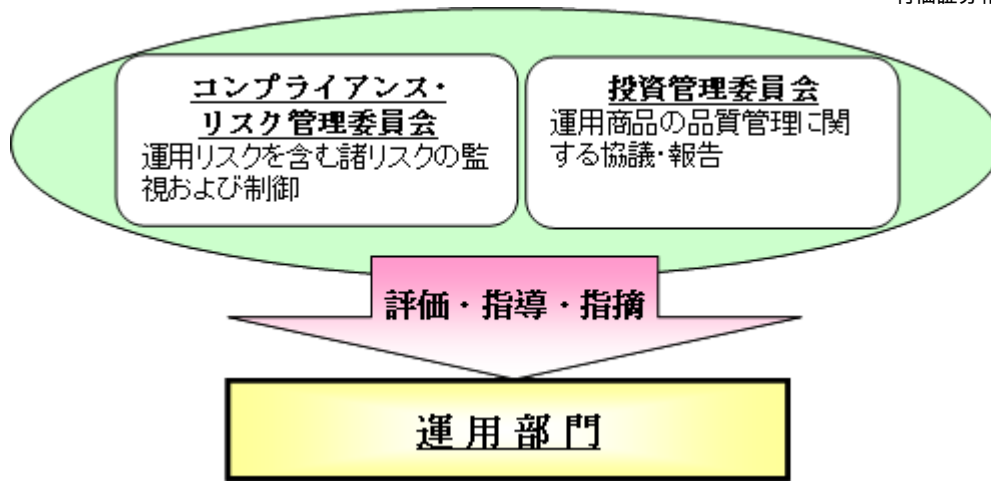 コンプライアンス・
リスク管理委員会
運用リスクを含む諸リスクの監
視および制御
投資管理委員会
運用商品の品質管理に関
する協議・報告
評価・指導・指摘
運用部門